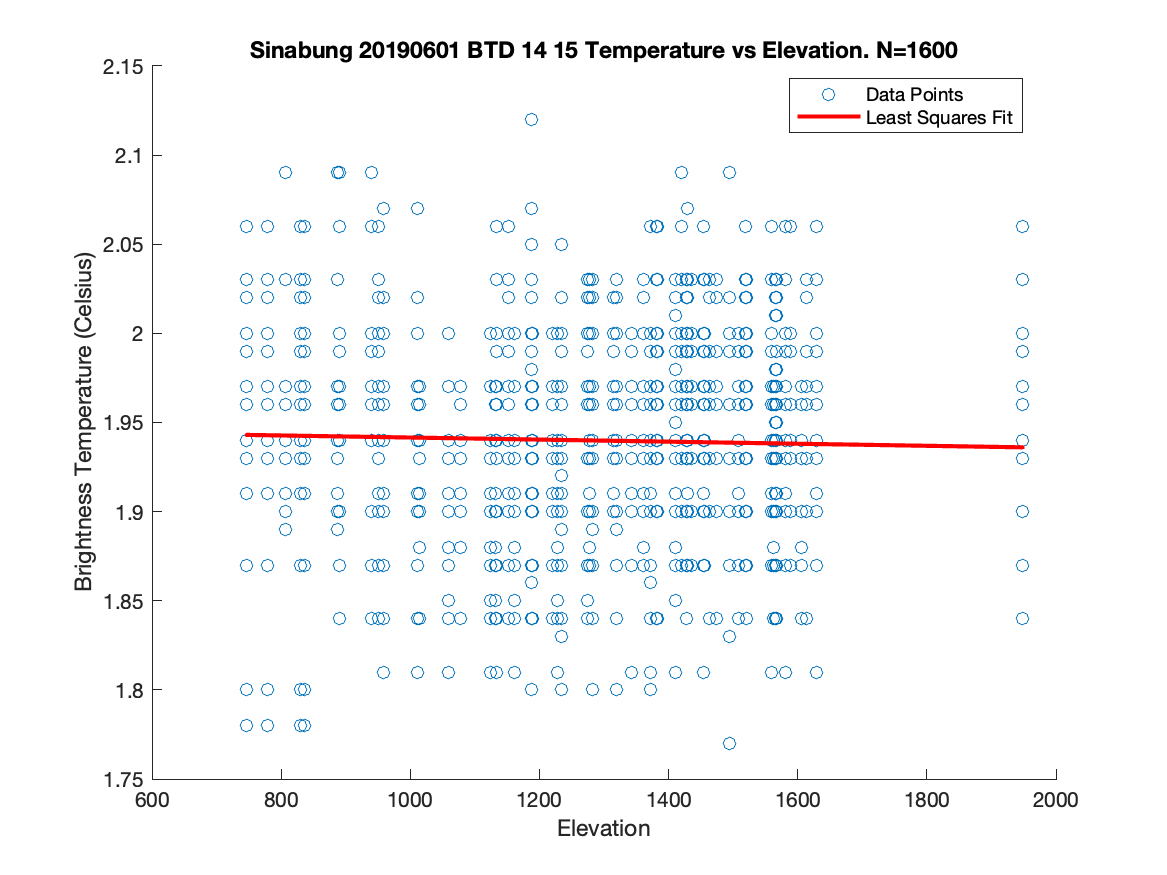 Sinabung 20190601 BTD 14 15 Temperature vs Elevation. N=1600
Data Points
Least Squares Fit
Brightness Temperature (Celsius)
2.15
2.1
2.05
2
1.95
1.9
1.85
1.8
1.75
600 800 1000 1200 1400 1600 1800 2000
Elevation